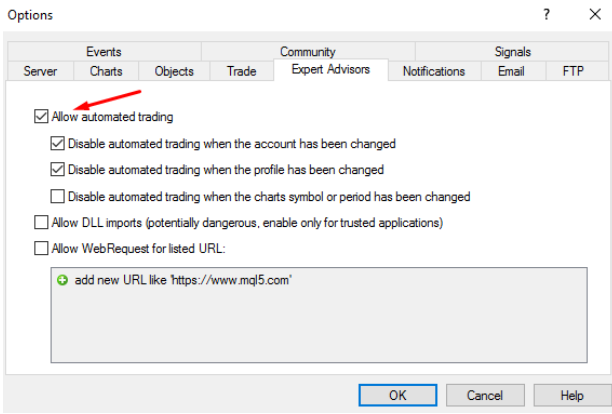 Options
?
Events Community Signals
Server Charts Objects Trade Expert Advisors Notifications Email FTP
Allow automated trading
Disable automated trading when the account has been changed
Disable automated trading when the profile has been changed
Disable automated trading when the charts symbol or period has been changed
Allow DLL imports (potentially dangerous, enable only for trusted applications)
Allow WebRequest for listed URL:
add new URL like 'https://www.mql5.com'
OK Cancel Help